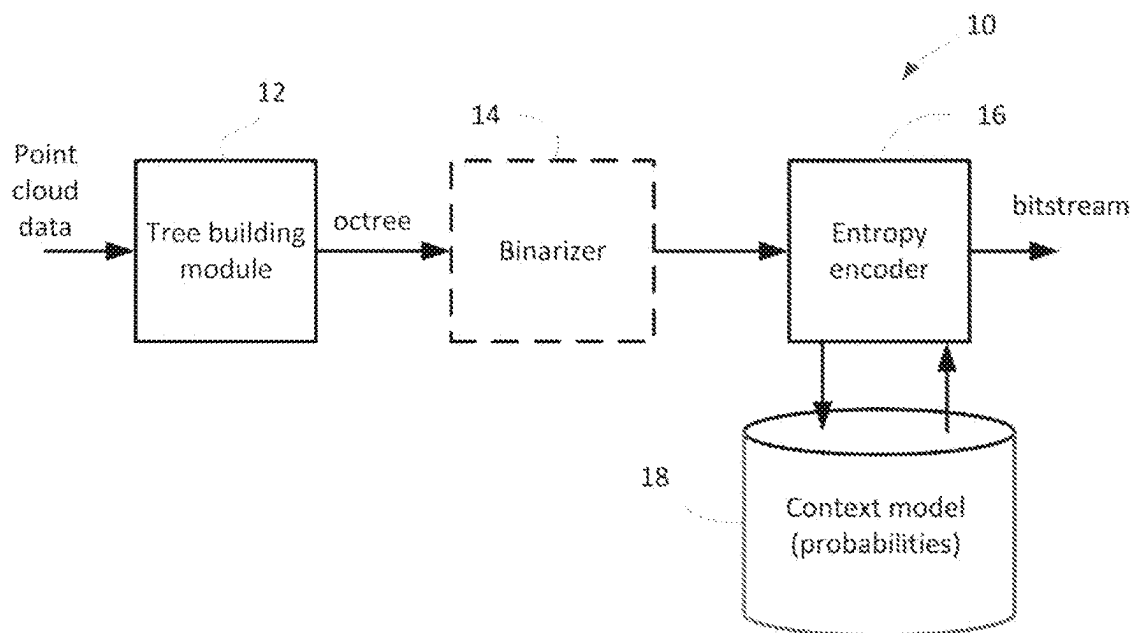 10
12
14
16
Point
cloud
data
Tree building
module
octree
Binarizer
Entropy
encoder
bitstream
18
Context model
(probabilities)